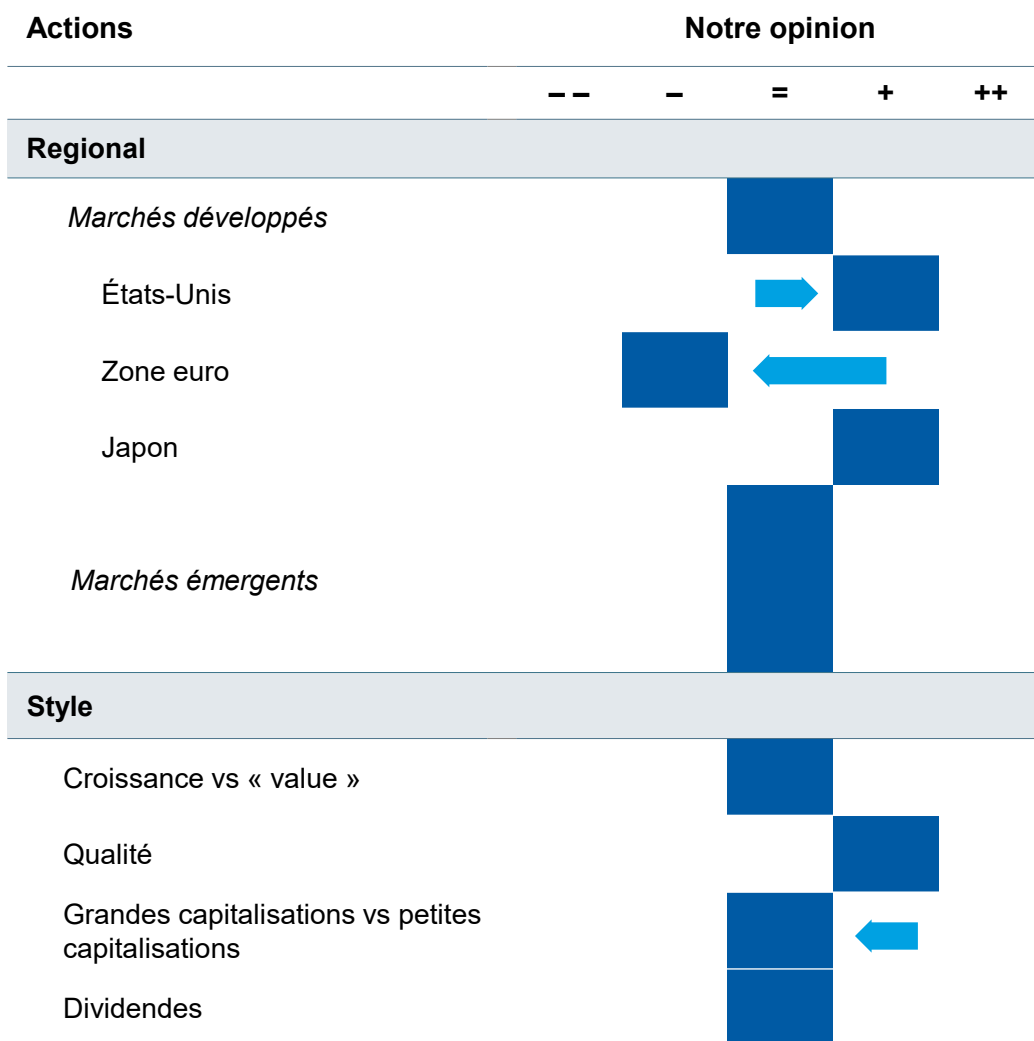 Actions Notre opinion
– – – = + ++
Regional
Marchés développés
États-Unis
Zone euro
Japon
Marchés émergents
Style
Croissance vs « value »
Qualité
Grandes capitalisations vs petites
capitalisations
Dividendes